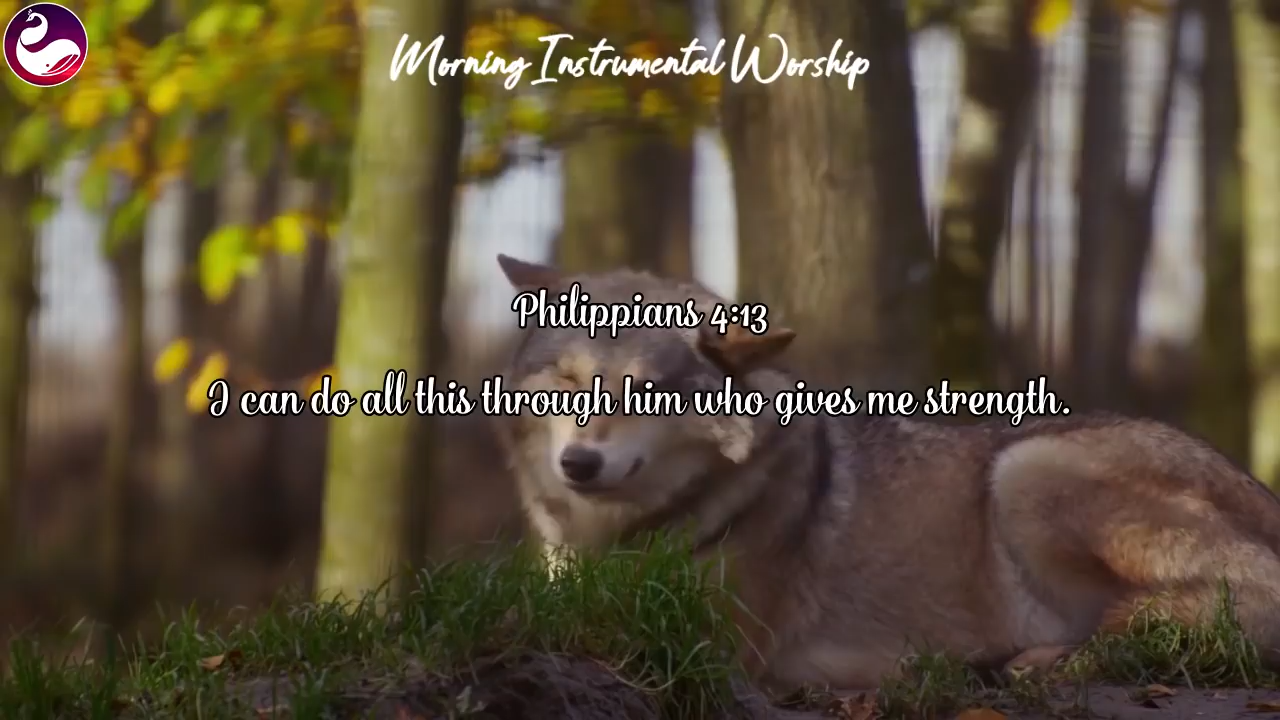 Morning Instrumental Worship
Philippians 4:13
I can do all this through him who gives me strength.